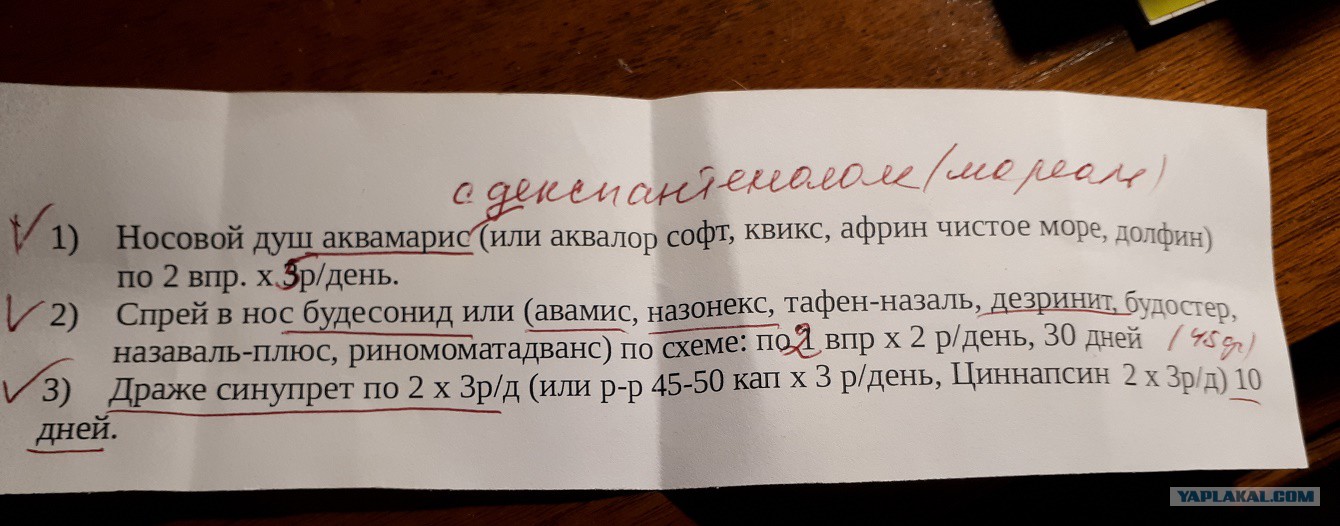 с декспантенолом (мореаль)
1) Носовой душ аквамарис (или аквалор софт, квикс, африн чистое море, долфин)
по 2 впр. х 3р/день.
2) Спрей в нос будесонид или (авамис, назонекс, тафен-назаль, дезринит, будостер,
назаваль-плюс, риномоматадванс) по схеме: по 2 впр х 2 р/день, 30 дней (45 д)
3) Драже синупрет по 2 х 3р/д (или р-р 45-50 кап х 3 р/день, Циннапсин 2 х 3р/д) 10
дней.
YAPLAKAL.COM